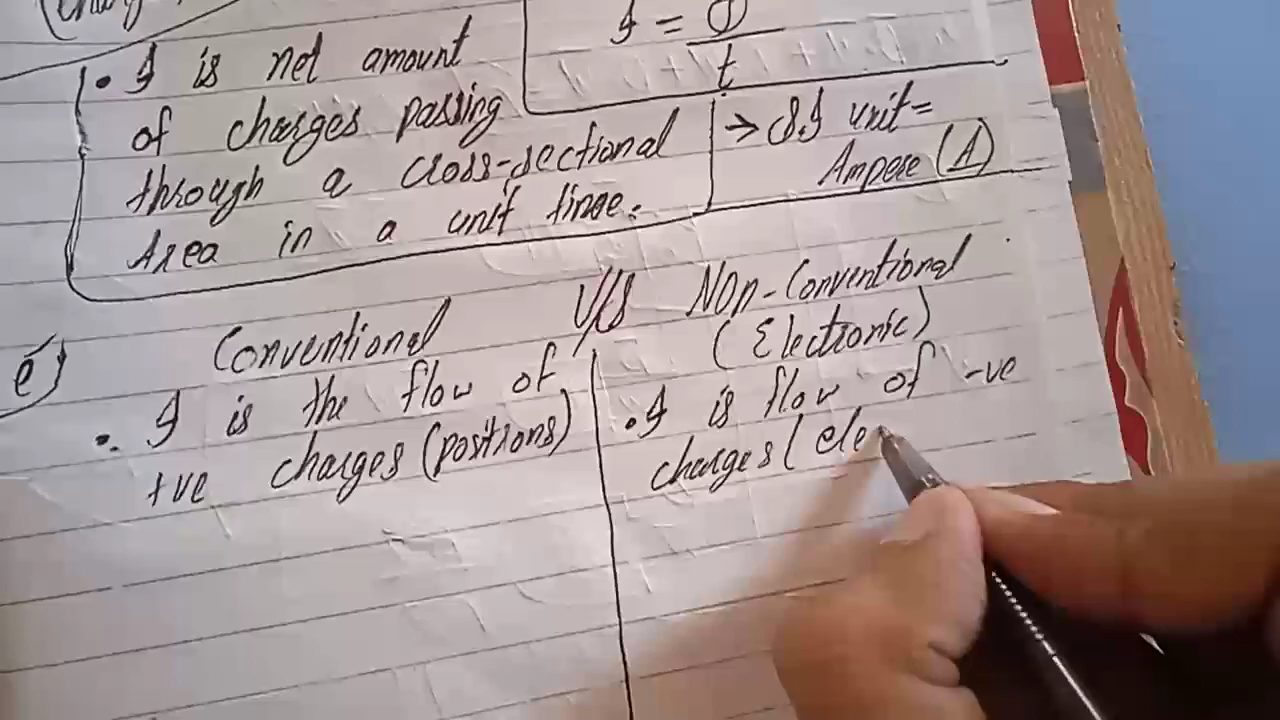 I = Q
t
• I is net amount
of charges passing
through a cross-sectional
Area in a unit time.
→ S.I unit =
Ampere (A)
e) Conventional V/S Non-Conventional
(Electronic)
• I is the flow of
+ve charges (positions)
• I is flow of -ve
charges (ele